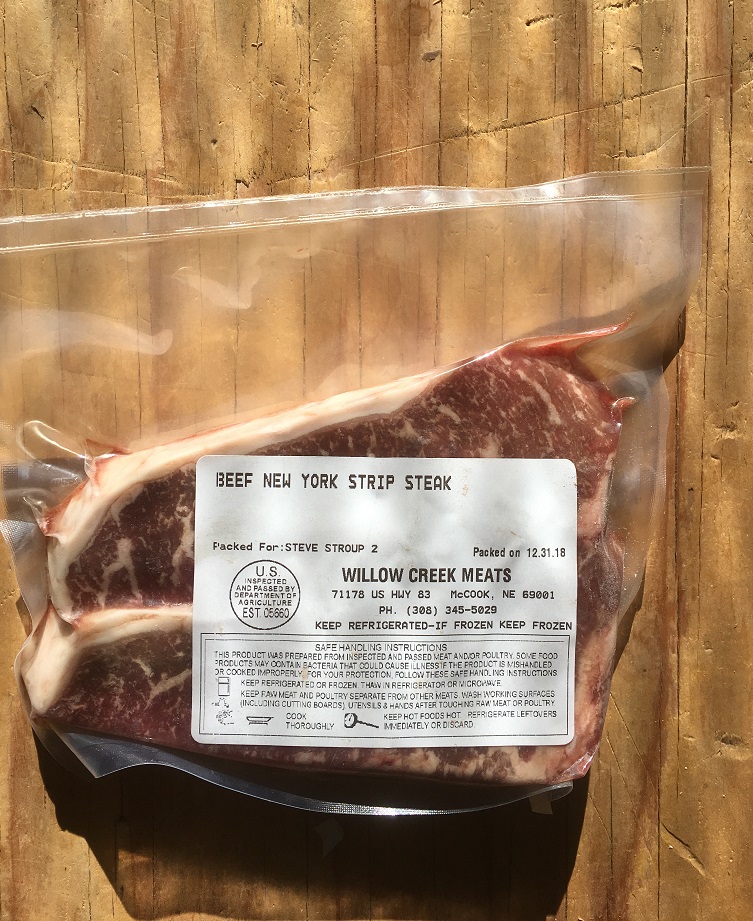 BEEF NEW YORK STRIP STEAK
Packed For:STEVE STROUP 2
Packed on 12.31.18
U.S.
INSPECTED
AND PASSED BY
DEPARTMENT OF
AGRICULTURE
EST. 05660
WILLOW CREEK MEATS
71178 US HWY 83 McCOOK, NE 69001
PH. (308) 345-5029
KEEP REFRIGERATED-IF FROZEN KEEP FROZEN
SAFE HANDLING INSTRUCTIONS
THIS PRODUCT WAS PREPARED FROM INSPECTED AND PASSED MEAT AND/OR POULTRY. SOME FOOD
PRODUCTS MAY CONTAIN BACTERIA THAT COULD CAUSE ILLNESS IF THE PRODUCT IS MISHANDLED
OR COOKED IMPROPERLY. FOR YOUR PROTECTION, FOLLOW THESE SAFE HANDLING INSTRUCTIONS
KEEP REFRIGERATED OR FROZEN. THAW IN REFRIGERATOR OR MICROWAVE.
KEEP RAW MEAT AND POULTRY SEPARATE FROM OTHER MEATS. WASH WORKING SURFACES
(INCLUDING CUTTING BOARDS), UTENSILS & HANDS AFTER TOUCHING RAW MEAT OR POULTRY
COOK
THOROUGHLY
KEEP HOT FOODS HOT. REFRIGERATE LEFTOVERS
IMMEDIATELY OR DISCARD.